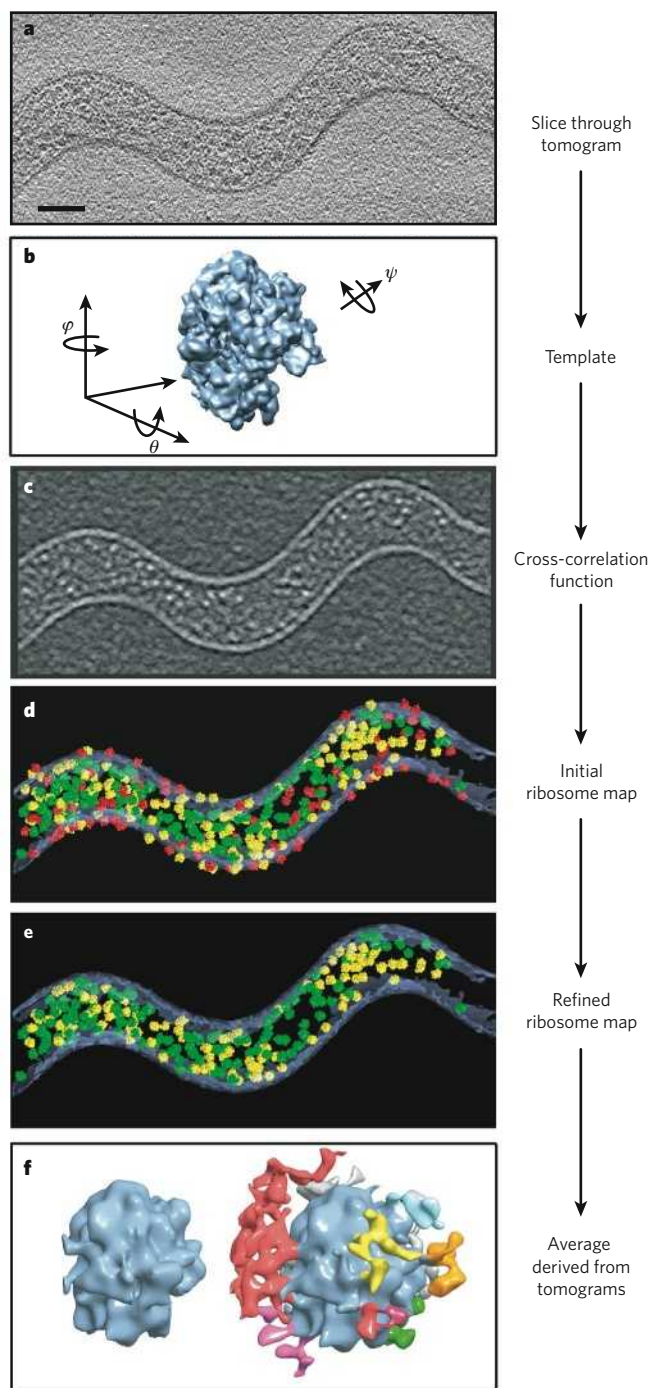 a
Slice through
tomogram
b
φ
ψ
θ
Template
c
Cross-correlation
function
d
Initial
ribosome map
e
Refined
ribosome map
f
Average
derived from
tomograms